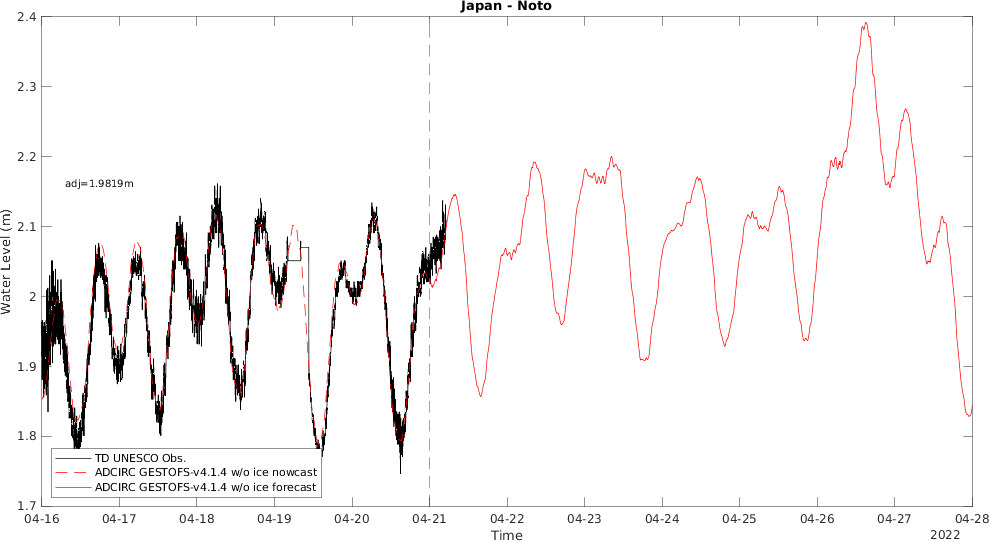 Japan - Noto
2.4
2.3
2.2
2.1
2
1.9
1.8
1.7
Water Level (m)
adj=1.9819m
TD UNESCO Obs.
ADCIRC GESTOFS-v4.1.4 w/o ice nowcast
ADCIRC GESTOFS-v4.1.4 w/o ice forecast
04-16 04-17 04-18 04-19 04-20 04-21 04-22 04-23 04-24 04-25 04-26 04-27 04-28
Time
2022